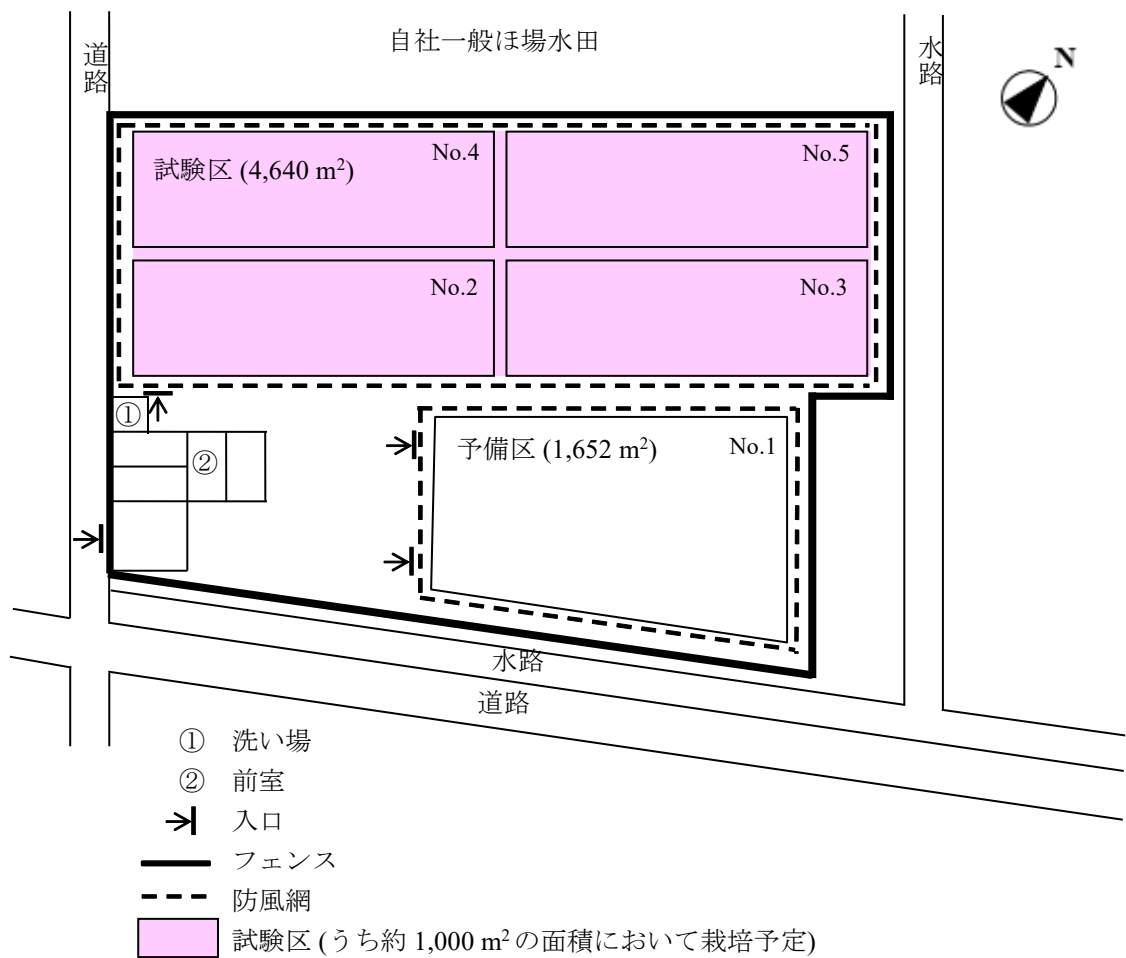 自社一般ほ場水田
道路
水路
N
試験区 (4,640 m²)
No.4
No.5
No.2
No.3
①
②
予備区 (1,652 m²)
No.1
水路
道路
① 洗い場
② 前室
入口
フェンス
防風網
試験区 (うち約 1,000 m² の面積において栽培予定)